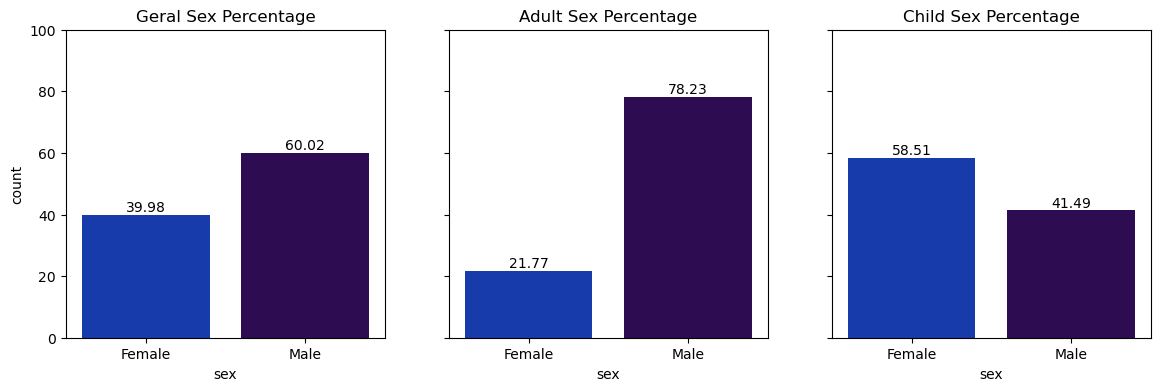 Geral Sex Percentage
100
80
60
40
20
0
count
39.98
60.02
Female
Male
sex
Adult Sex Percentage
21.77
78.23
Female
Male
sex
Child Sex Percentage
58.51
41.49
Female
Male
sex